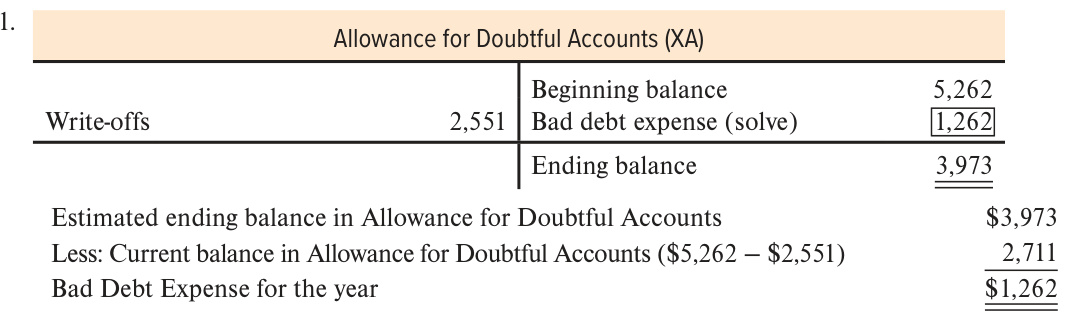 1.
Allowance for Doubtful Accounts (XA)
Beginning balance 5,262
Write-offs 2,551 Bad debt expense (solve) 1,262
Ending balance 3,973
Estimated ending balance in Allowance for Doubtful Accounts $3,973
Less: Current balance in Allowance for Doubtful Accounts ($5,262 – $2,551) 2,711
Bad Debt Expense for the year $1,262